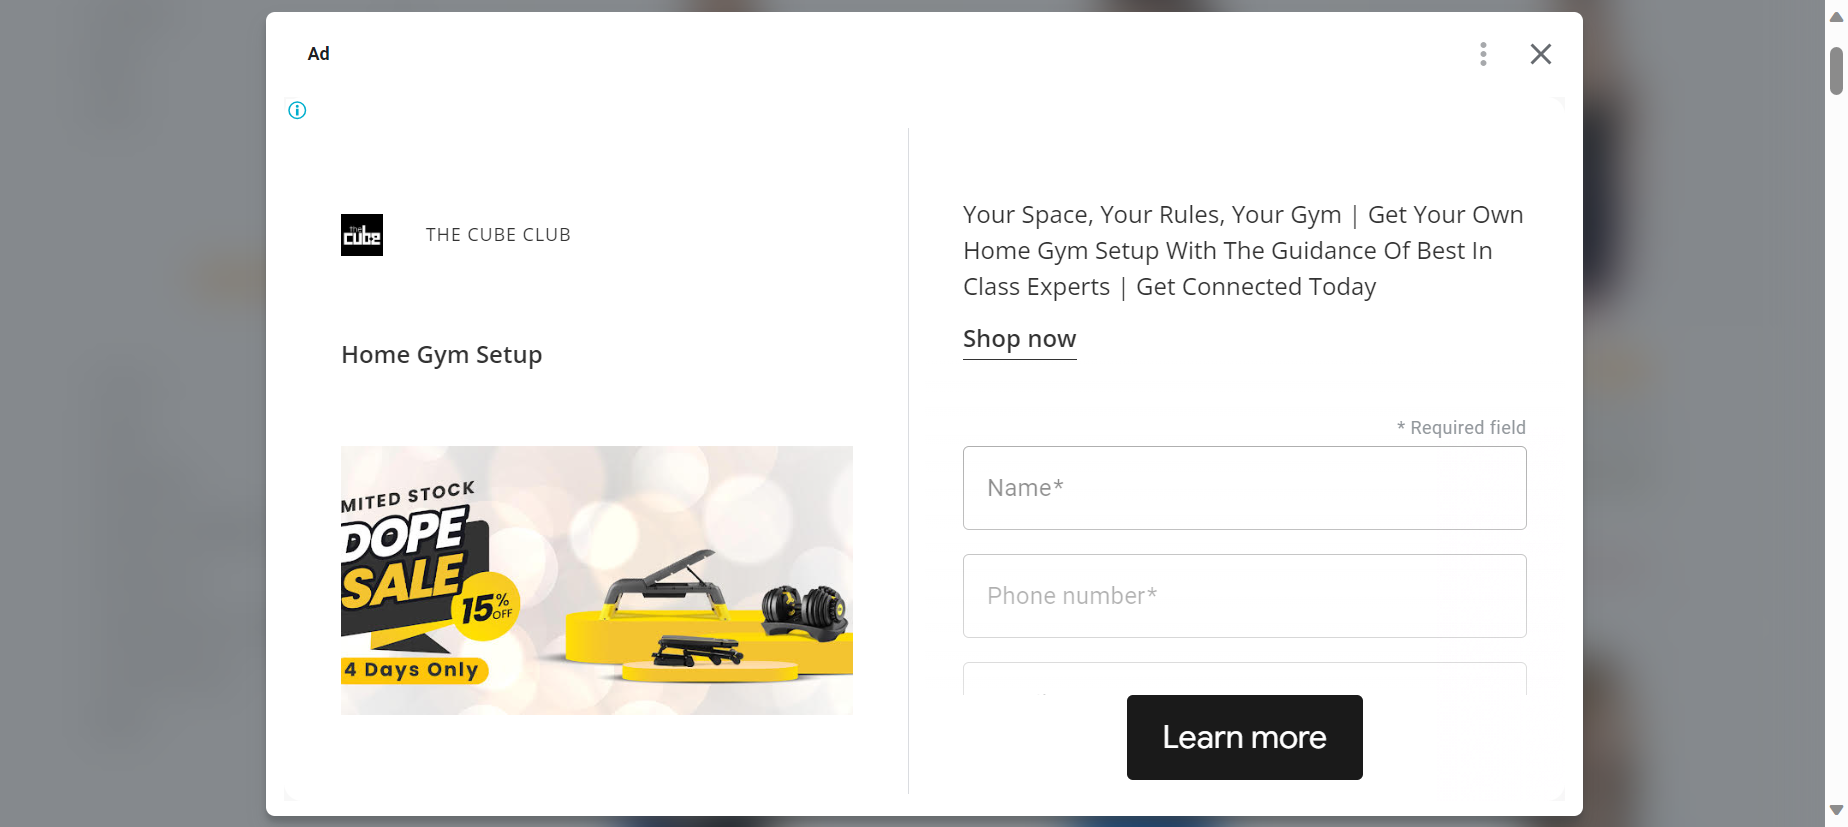 Ad
the
cube
THE CUBE CLUB
Home Gym Setup
MITED STOCK
DOPE
SALE
15%
OFF
4 Days Only
Your Space, Your Rules, Your Gym | Get Your Own
Home Gym Setup With The Guidance Of Best In
Class Experts | Get Connected Today
Shop now
* Required field
Name*
Phone number*
Learn more